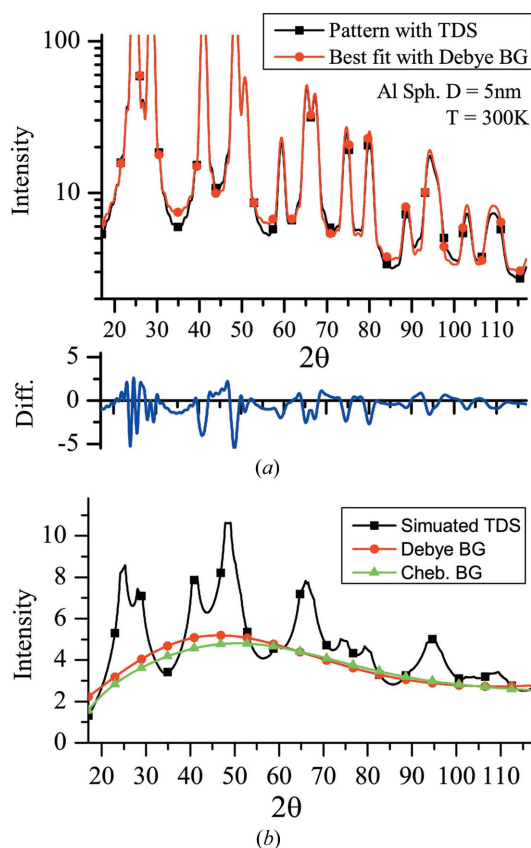 100
10
Intensity
Pattern with TDS
Best fit with Debye BG
Al Sph. D = 5nm
T = 300K
20 30 40 50 60 70 80 90 100 110
2θ
5
0
-5
Diff.
(a)
10
8
6
4
2
0
Intensity
Simuated TDS
Debye BG
Cheb. BG
20 30 40 50 60 70 80 90 100 110
2θ
(b)